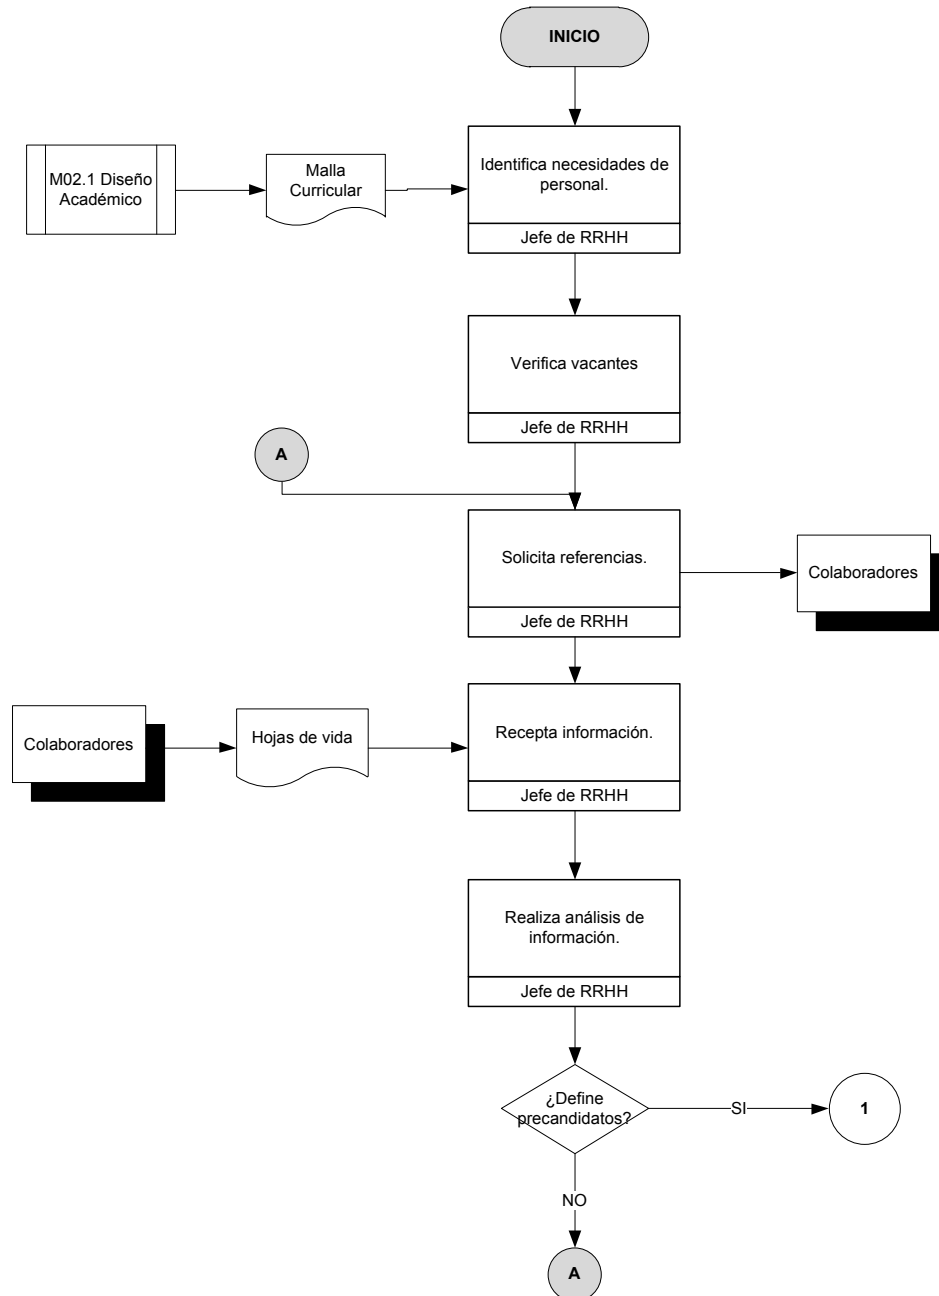 INICIO
Identifica necesidades de
personal.
Jefe de RRHH
M02.1 Diseño
Académico
Malla
Curricular
Verifica vacantes
Jefe de RRHH
A
Solicita referencias.
Jefe de RRHH
Colaboradores
Colaboradores
Hojas de vida
Recepta información.
Jefe de RRHH
Realiza análisis de
información.
Jefe de RRHH
¿Define
precandidatos?
SI
1
NO
A